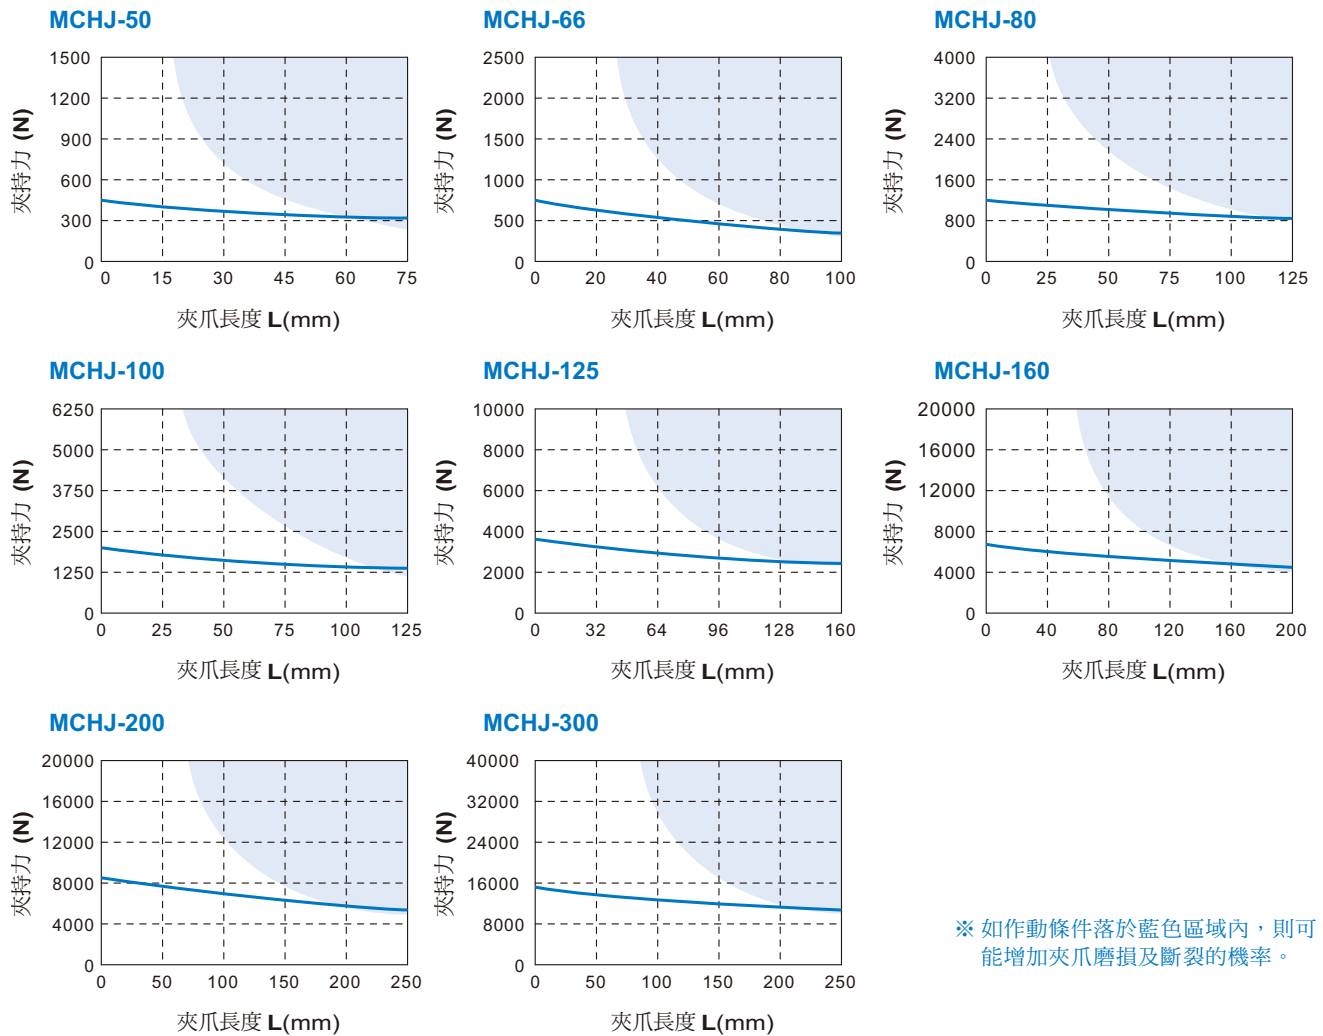 MCHJ-50
1500
1200
900
600
300
0
0 15 30 45 60 75
夾持力 (N)
夾爪長度 L(mm)
MCHJ-66
2500
2000
1500
1000
500
0
0 20 40 60 80 100
夾持力 (N)
夾爪長度 L(mm)
MCHJ-80
4000
3200
2400
1600
800
0
0 25 50 75 100 125
夾持力 (N)
夾爪長度 L(mm)
MCHJ-100
6250
5000
3750
2500
1250
0
0 25 50 75 100 125
夾持力 (N)
夾爪長度 L(mm)
MCHJ-125
10000
8000
6000
4000
2000
0
0 32 64 96 128 160
夾持力 (N)
夾爪長度 L(mm)
MCHJ-160
20000
16000
12000
8000
4000
0
0 40 80 120 160 200
夾持力 (N)
夾爪長度 L(mm)
MCHJ-200
20000
16000
12000
8000
4000
0
0 50 100 150 200 250
夾持力 (N)
夾爪長度 L(mm)
MCHJ-300
40000
32000
24000
16000
8000
0
0 50 100 150 200 250
夾持力 (N)
夾爪長度 L(mm)
※ 如作動條件落於藍色區域內，則可
能增加夾爪磨損及斷裂的機率。